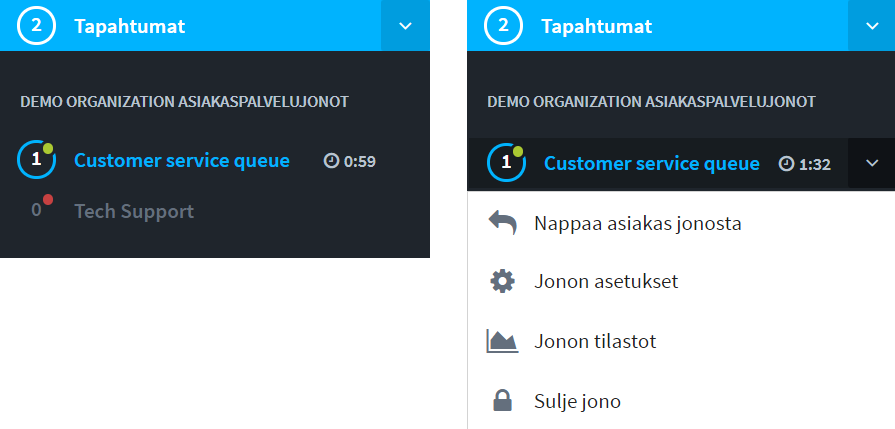 2 Tapahtumat
DEMO ORGANIZATION ASIAKASPALVELUJONOT
1 Customer service queue 0:59
0 Tech Support
2 Tapahtumat
DEMO ORGANIZATION ASIAKASPALVELUJONOT
1 Customer service queue 1:32
Nappaa asiakas jonosta
Jonon asetukset
Jonon tilastot
Sulje jono